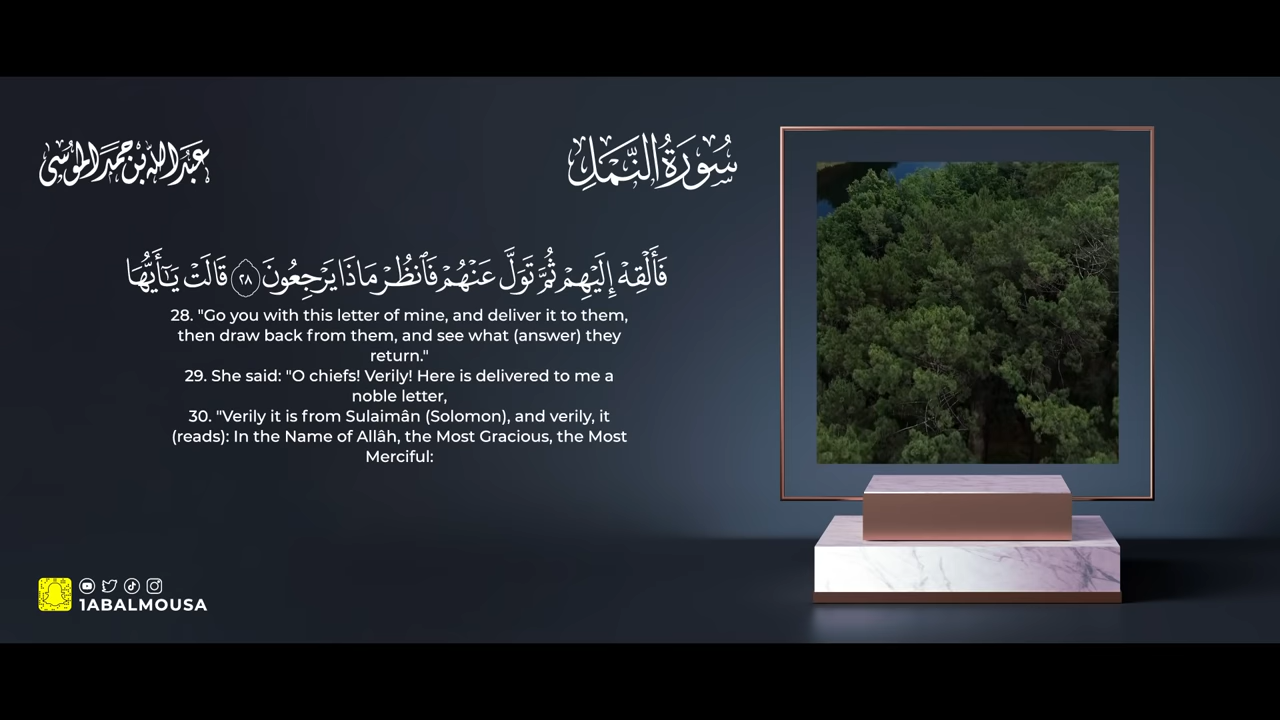 عبدالله بن حمد الموسى
سُورَةُ النَّمْلِ
فَأَلْقِهْ إِلَيْهِمْ ثُمَّ تَوَلَّ عَنْهُمْ فَٱنظُرْ مَاذَا يَرْجِعُونَ ٢٨ قَالَتْ يَـٰٓأَيُّهَا
28. "Go you with this letter of mine, and deliver it to them,
then draw back from them, and see what (answer) they
return."
29. She said: "O chiefs! Verily! Here is delivered to me a
noble letter,
30. "Verily it is from Sulaimân (Solomon), and verily, it
(reads): In the Name of Allâh, the Most Gracious, the Most
Merciful:
1ABALMOUSA